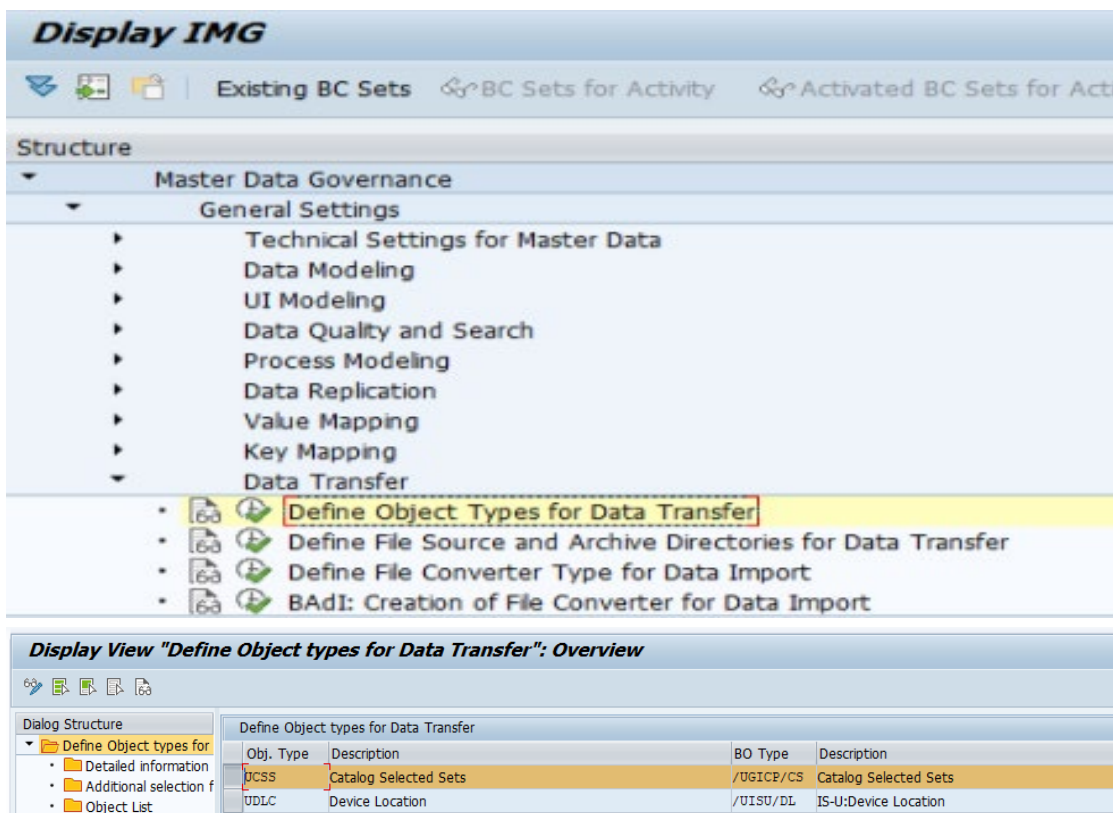 Display IMG
Existing BC Sets BC Sets for Activity Activated BC Sets for Acti
Structure
Master Data Governance
General Settings
Technical Settings for Master Data
Data Modeling
UI Modeling
Data Quality and Search
Process Modeling
Data Replication
Value Mapping
Key Mapping
Data Transfer
Define Object Types for Data Transfer
Define File Source and Archive Directories for Data Transfer
Define File Converter Type for Data Import
BAdI: Creation of File Converter for Data Import
Display View "Define Object types for Data Transfer": Overview
Dialog Structure
Define Object types for
Detailed information
Additional selection f
Object List
Define Object types for Data Transfer
Obj. Type Description BO Type Description
UCSS Catalog Selected Sets /UGICP/CS Catalog Selected Sets
UDLC Device Location /UISU/DL IS-U:Device Location